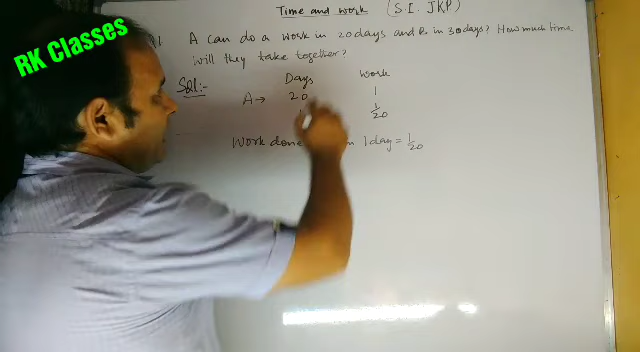 Time and work (S.I. JKP)
RK Classes
Q1 A can do a work in 20 days and B in 30 days? How much time
will they take together?
Sol:- Days Work
A→ 20 1
1 1/20
Work done in 1 day = 1/20